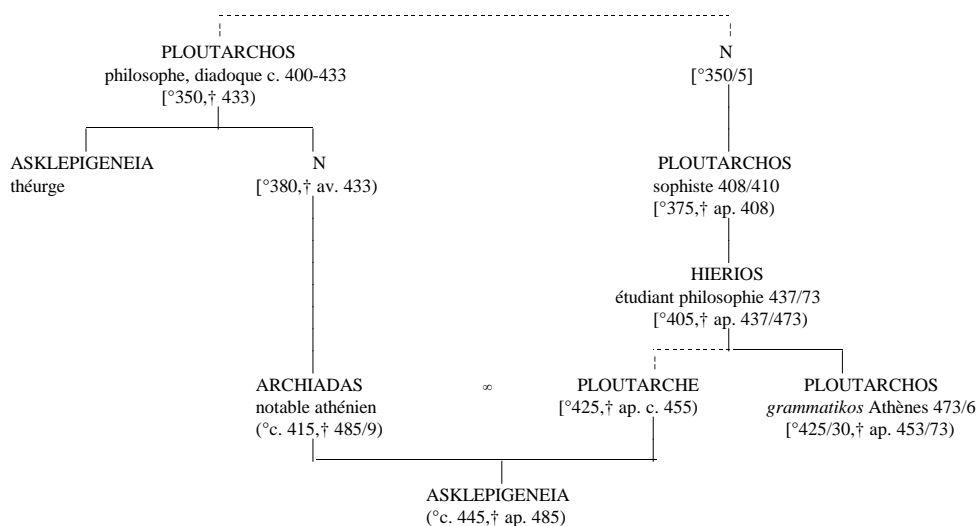 PLOUTARCHOS
philosophe, diadoque c. 400-433
[°350,† 433)
N
[°350/5]
ASKLEPIGENEIA
théurge
N
[°380,† av. 433)
PLOUTARCHOS
sophiste 408/410
[°375,† ap. 408)
HIERIOS
étudiant philosophie 437/73
[°405,† ap. 437/473]
ARCHIADAS
notable athénien
(°c. 415,† 485/9)
∞
PLOUTARCHE
[°425,† ap. c. 455)
PLOUTARCHOS
grammatikos Athènes 473/6
[°425/30,† ap. 453/73)
ASKLEPIGENEIA
(°c. 445,† ap. 485)